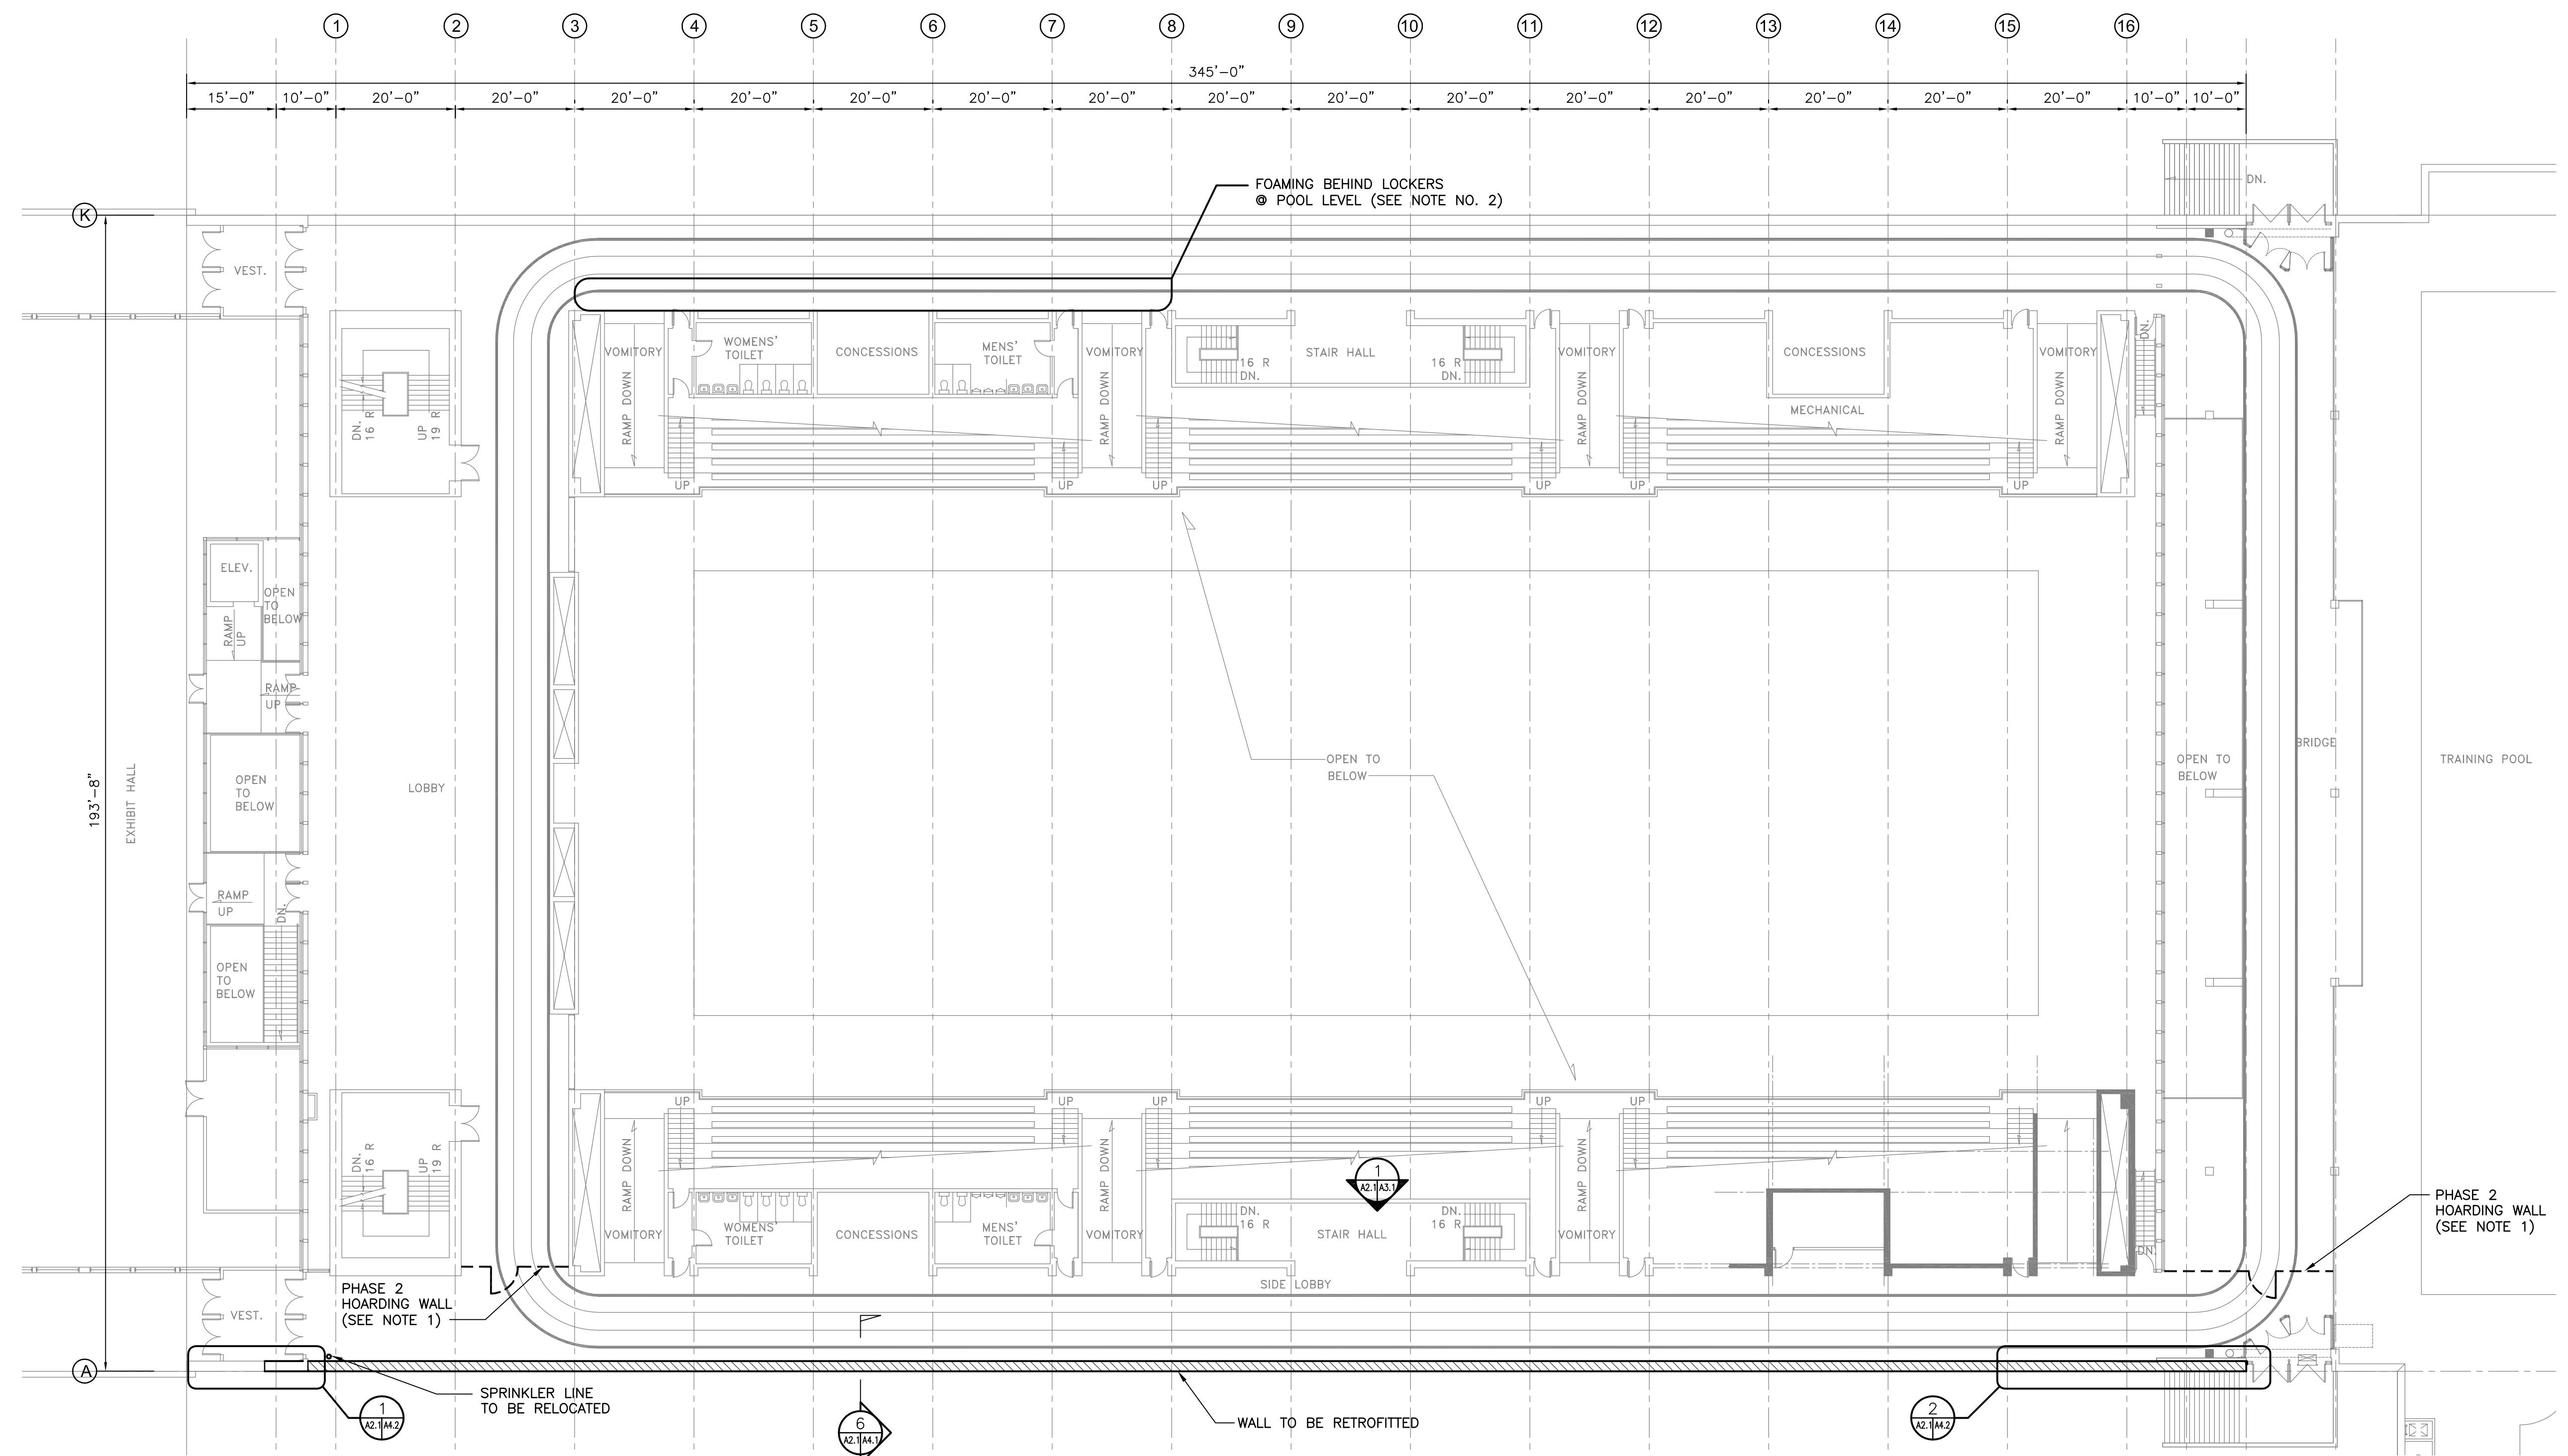 1 2 3 4 5 6 7 8 9 10 11 12 13 14 15 16
345'-0"
15'-0" 10'-0" 20'-0" 20'-0" 20'-0" 20'-0" 20'-0" 20'-0" 20'-0" 20'-0" 20'-0" 20'-0" 20'-0" 20'-0" 20'-0" 20'-0" 20'-0" 10'-0" 10'-0"
FOAMING BEHIND LOCKERS
@ POOL LEVEL (SEE NOTE NO. 2)
DN.
K
VEST.
VOMITORY
RAMP DOWN
WOMENS'
TOILET
CONCESSIONS
MENS'
TOILET
VOMITORY
RAMP DOWN
16 R
DN.
STAIR HALL
16 R
DN.
VOMITORY
RAMP DOWN
CONCESSIONS
MECHANICAL
VOMITORY
RAMP DOWN
DN.
DN.
16 R
UP
19 R
UP
UP
UP
UP
UP
UP
ELEV.
OPEN
TO
BELOW
RAMP
UP
RAMP
UP
193'-8"
EXHIBIT HALL
OPEN
TO
BELOW
LOBBY
OPEN TO
BELOW
OPEN TO
BELOW
BRIDGE
TRAINING POOL
RAMP
UP
DN.
OPEN
TO
BELOW
UP
UP
UP
UP
UP
DN.
16 R
UP
19 R
RAMP DOWN
VOMITORY
WOMENS'
TOILET
CONCESSIONS
MENS'
TOILET
RAMP DOWN
VOMITORY
DN.
16 R
STAIR HALL
DN.
16 R
1
A2.1 A3.1
RAMP DOWN
VOMITORY
DN.
PHASE 2
HOARDING WALL
(SEE NOTE 1)
SIDE LOBBY
PHASE 2
HOARDING WALL
(SEE NOTE 1)
VEST.
A
SPRINKLER LINE
TO BE RELOCATED
1
A2.1 A4.2
6
A2.1 A4.1
WALL TO BE RETROFITTED
2
A2.1 A4.2